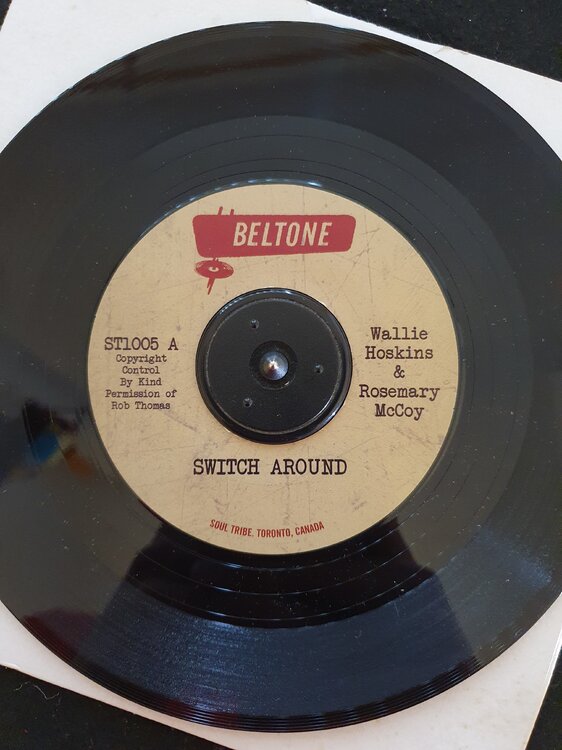 BELTONE
ST1005 A
Copyright
Control
By Kind
Permission of
Rob Thomas
Wallie
Hoskins
&
Rosemary
McCoy
SWITCH AROUND
SOUL TRIBE, TORONTO, CANADA